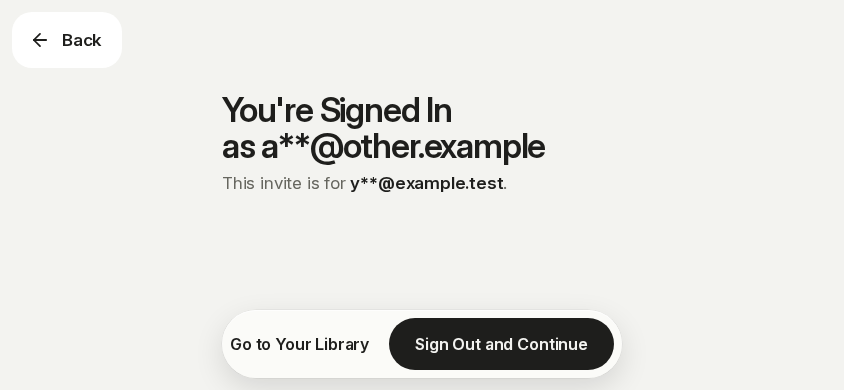 Back
You're Signed In
as a**@other.example
This invite is for y**@example.test.
Go to Your Library
Sign Out and Continue